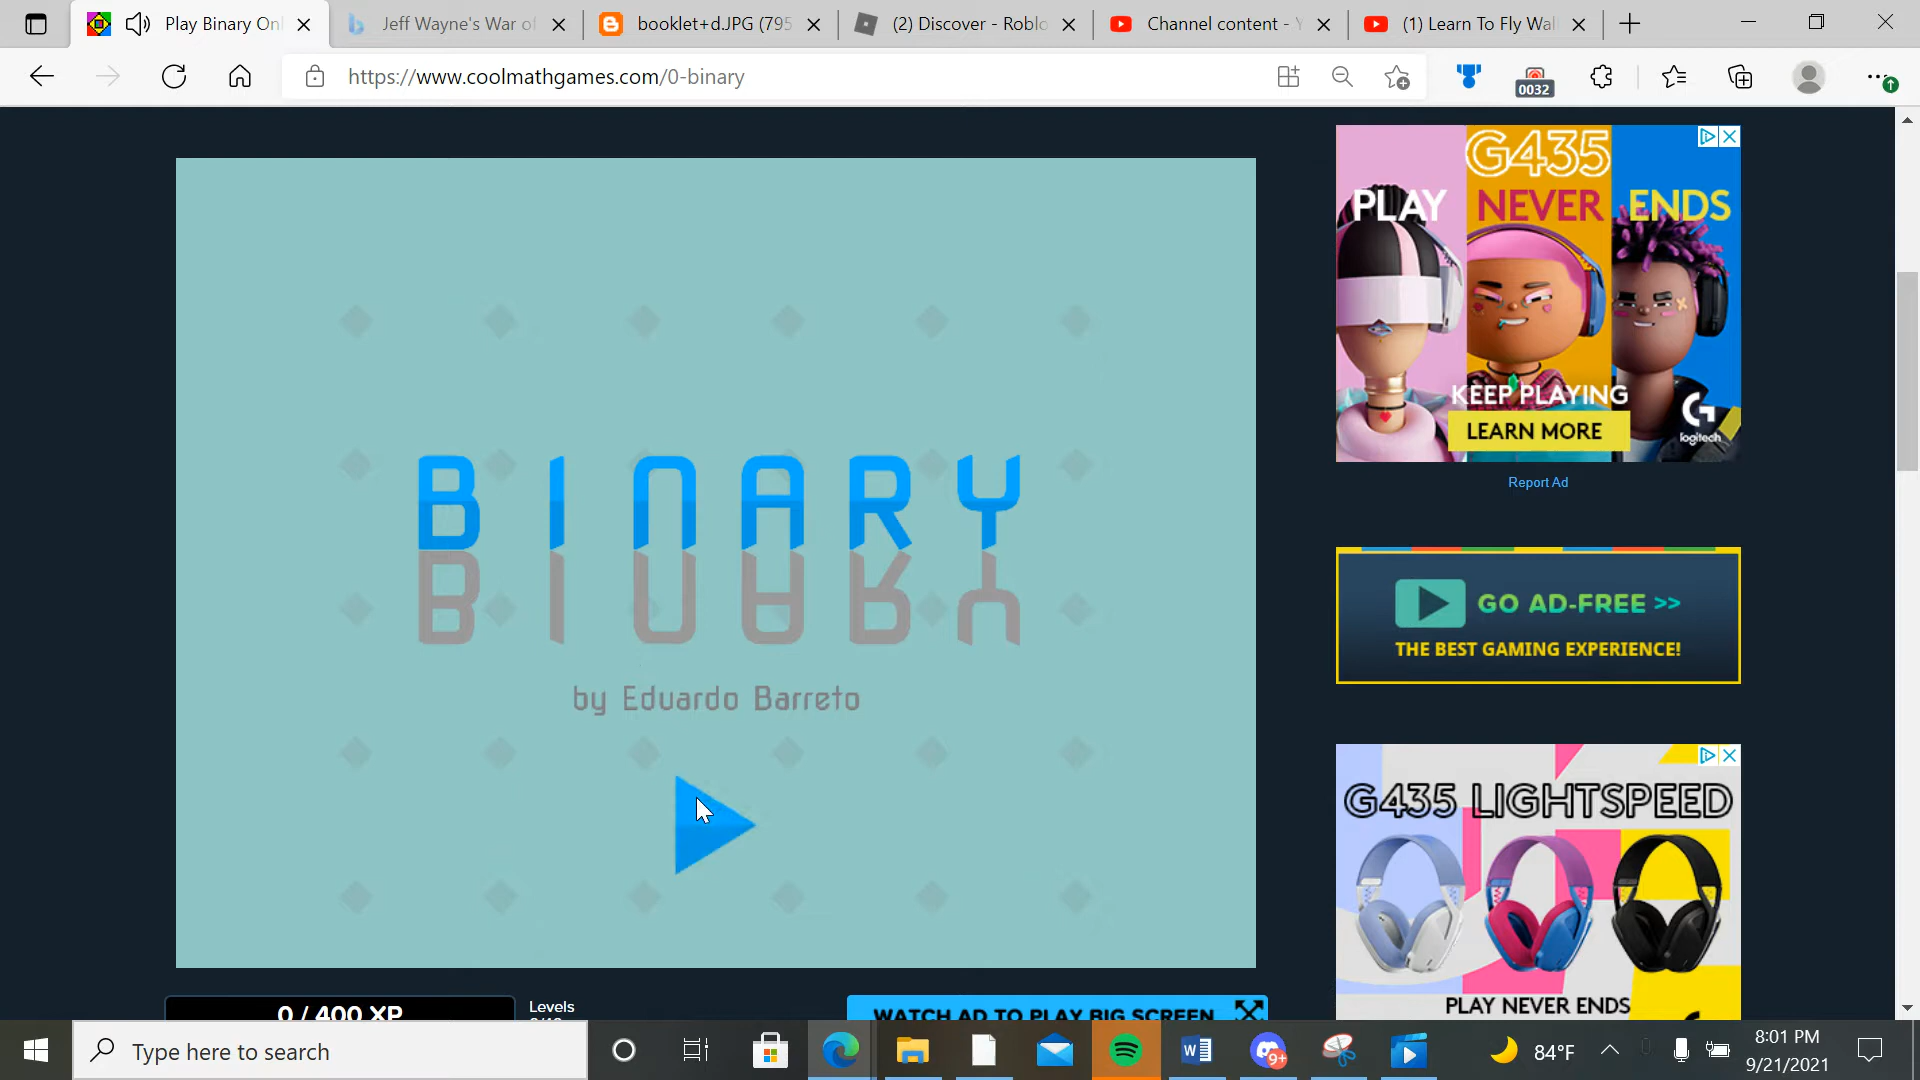 Play Binary Onl
Jeff Wayne's War of
booklet+d.JPG (795
(2) Discover - Roblo
Channel content - Y
(1) Learn To Fly Wal
https://www.coolmathgames.com/0-binary
0032
G435
PLAY NEVER ENDS
KEEP PLAYING
LEARN MORE
logitech
Report Ad
BINARY
by Eduardo Barreto
GO AD-FREE >>
THE BEST GAMING EXPERIENCE!
G435 LIGHTSPEED
PLAY NEVER ENDS
0 / 400 XP
Levels
WATCH AD TO PLAY BIG SCREEN
Type here to search
9+
84°F
8:01 PM
9/21/2021